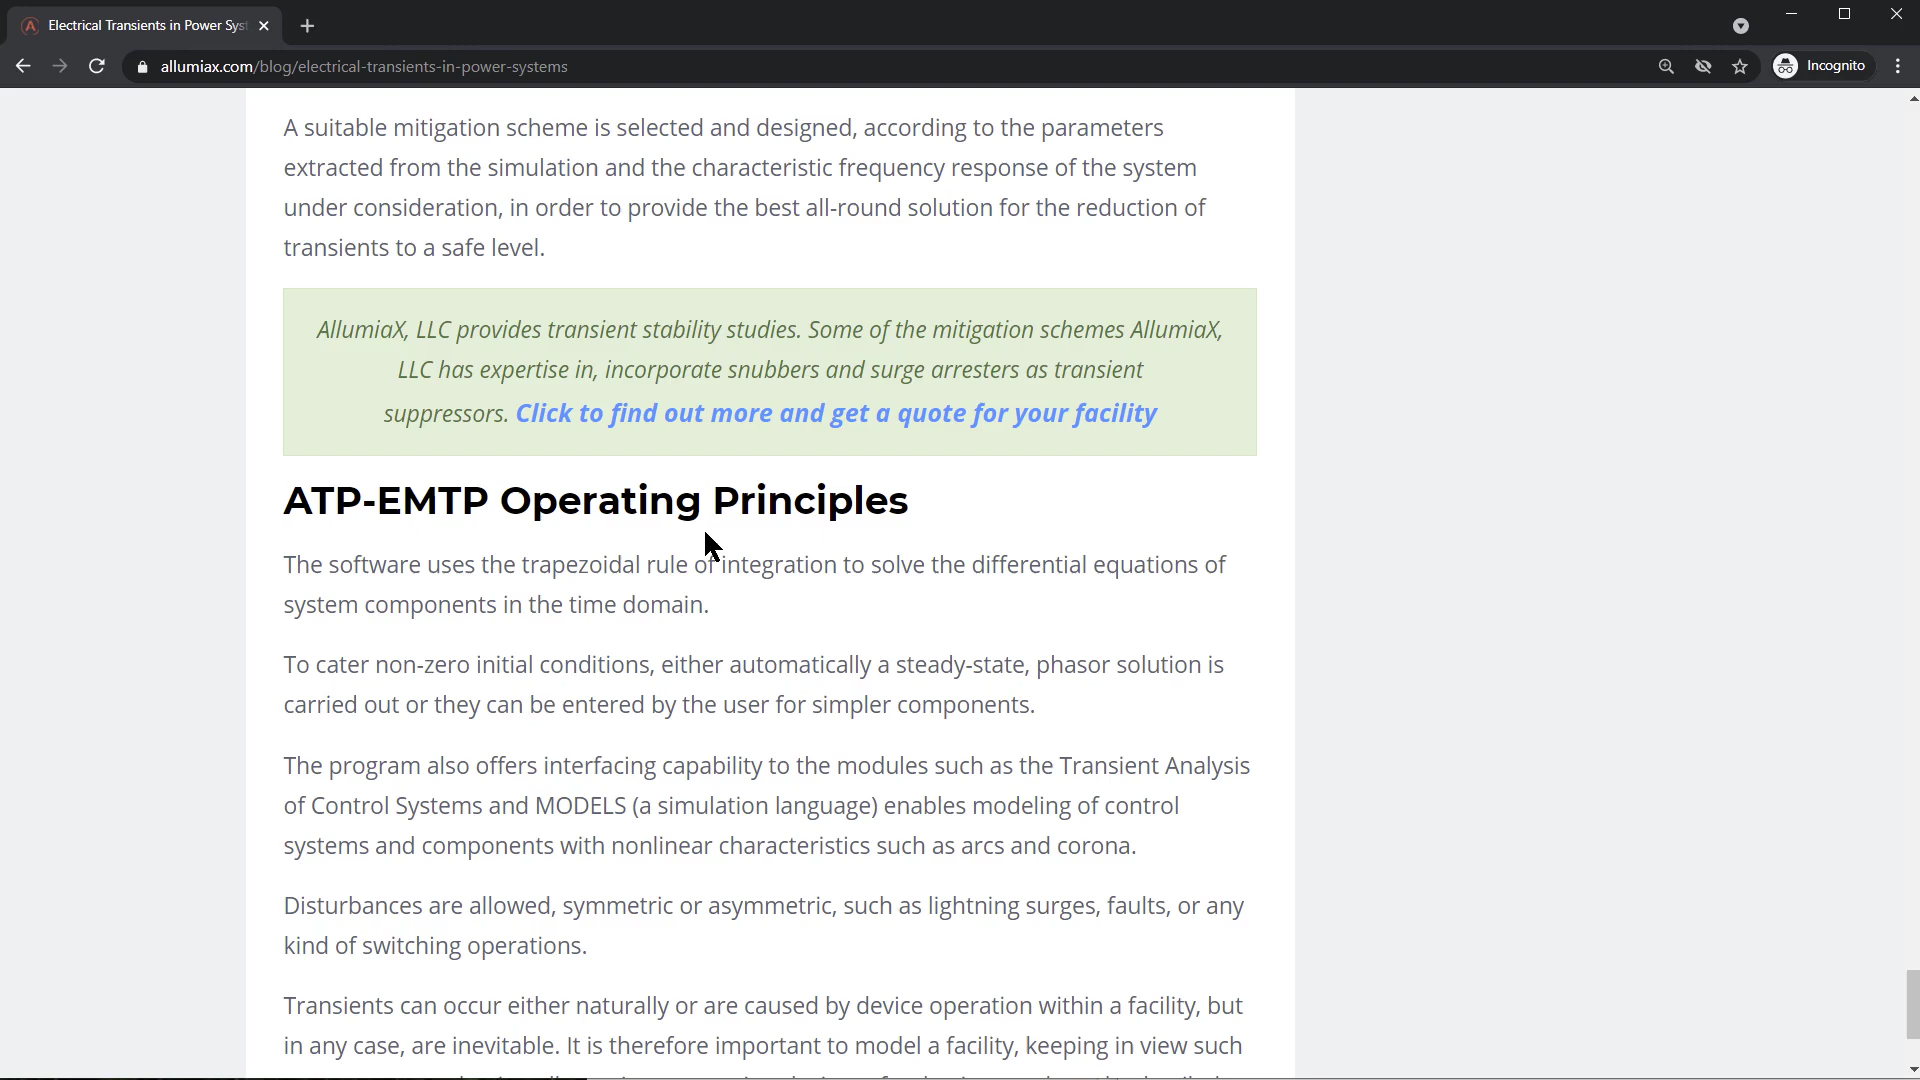 Electrical Transients in Power Sys
allumiax.com/blog/electrical-transients-in-power-systems
Incognito
A suitable mitigation scheme is selected and designed, according to the parameters
extracted from the simulation and the characteristic frequency response of the system
under consideration, in order to provide the best all-round solution for the reduction of
transients to a safe level.
AllumiaX, LLC provides transient stability studies. Some of the mitigation schemes AllumiaX,
LLC has expertise in, incorporate snubbers and surge arresters as transient
suppressors. Click to find out more and get a quote for your facility
ATP-EMTP Operating Principles
The software uses the trapezoidal rule of integration to solve the differential equations of
system components in the time domain.
To cater non-zero initial conditions, either automatically a steady-state, phasor solution is
carried out or they can be entered by the user for simpler components.
The program also offers interfacing capability to the modules such as the Transient Analysis
of Control Systems and MODELS (a simulation language) enables modeling of control
systems and components with nonlinear characteristics such as arcs and corona.
Disturbances are allowed, symmetric or asymmetric, such as lightning surges, faults, or any
kind of switching operations.
Transients can occur either naturally or are caused by device operation within a facility, but
in any case, are inevitable. It is therefore important to model a facility, keeping in view such